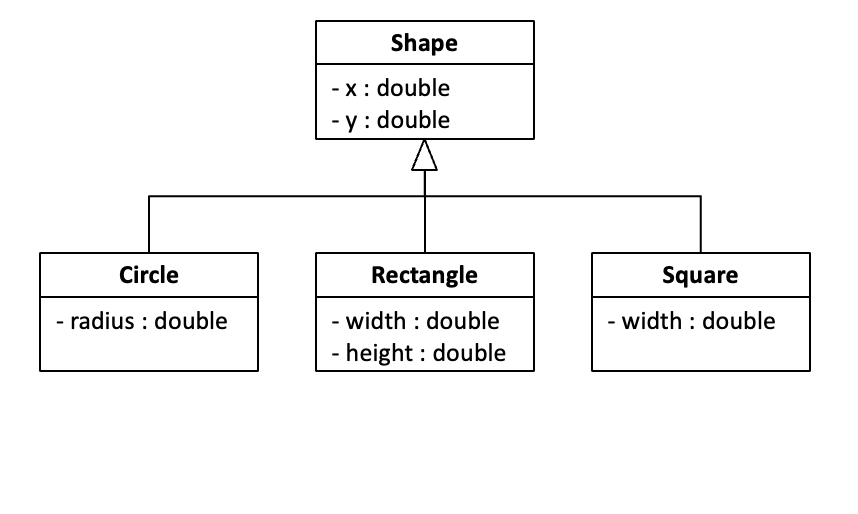 Shape
- x : double
- y : double
Circle
- radius : double
Rectangle
- width : double
- height : double
Square
- width : double